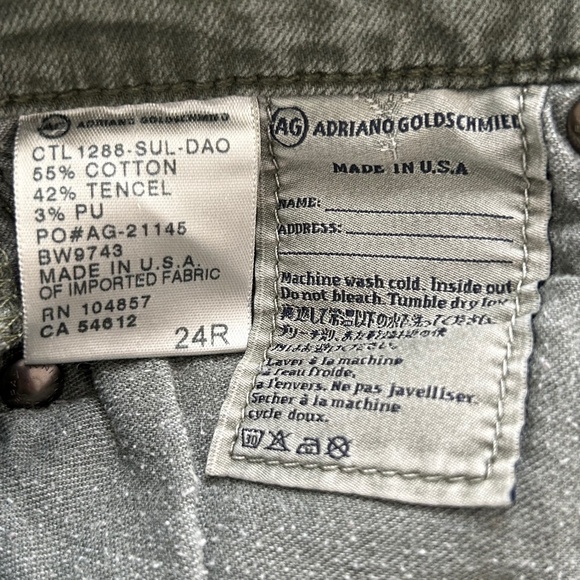 AG ADRIANO GOLDSCHMIED
CTL 1288-SUL-DAO
55% COTTON
42% TENCEL
3% PU
PO#AG-21145
BW9743
MADE IN U.S.A.
OF IMPORTED FABRIC
RN 104857
CA 54612
24R
AG ADRIANO GOLDSCHMIED
MADE IN U.S.A
NAME:
ADDRESS:
Machine wash cold. Inside out
Do not bleach. Tumble dry low
Laver à la machine
à l'eau froide,
a l'envers. Ne pas javelliser.
Sécher à la machine
cycle doux.
30